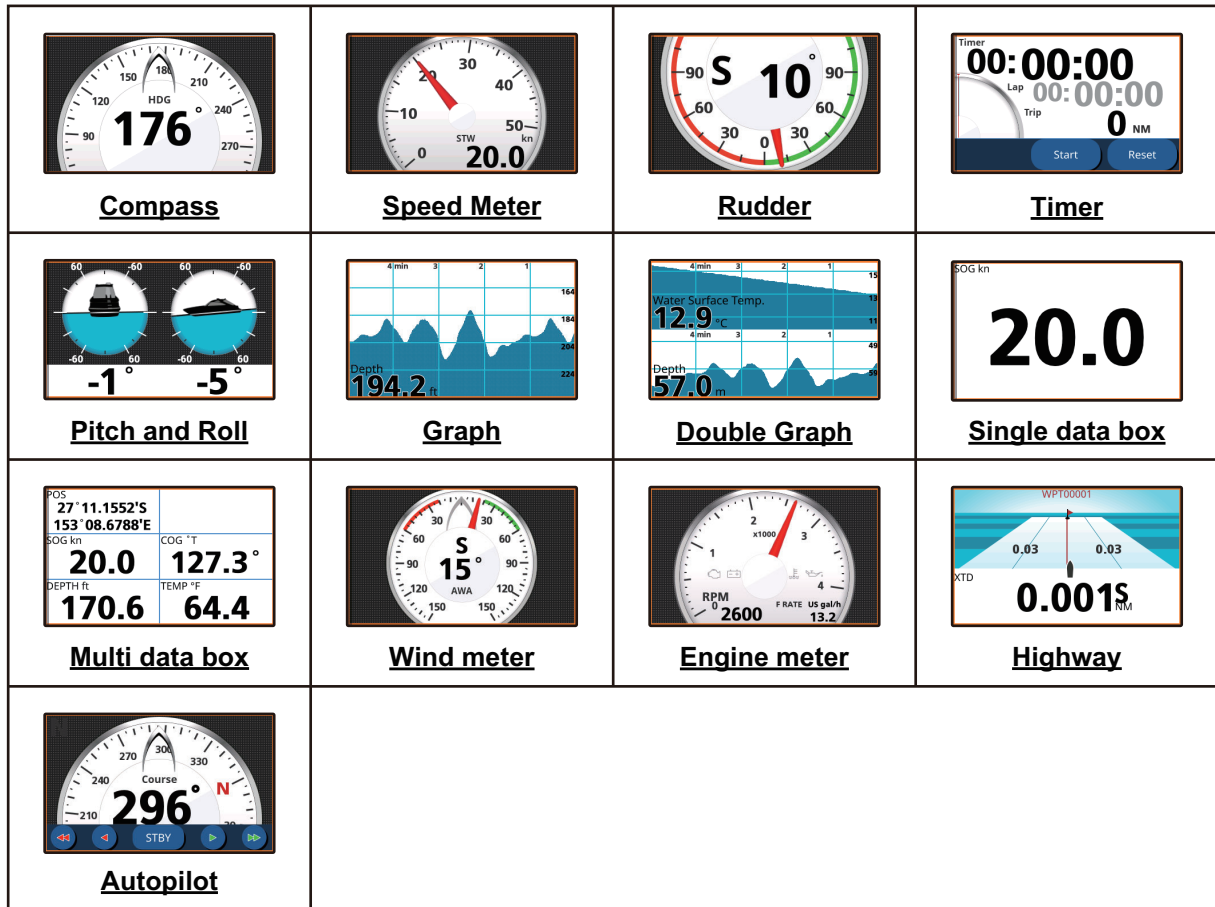 150 180 210
120 240
90 270
HDG
176°
Compass
30
20 40
10 50
0
STW
kn
20.0
Speed Meter
90 S 10° 90
60 60
30 0 30
Rudder
Timer
00:00:00
Lap 00:00:00
Trip
0 NM
Start Reset
Timer
60 -60 60 -60
-60 60 -60 60
-1° -5°
Pitch and Roll
4 min 3 2 1
164
184
204
224
Depth
194.2 ft
Graph
4 min 3 2 1
15
13
11
Water Surface Temp.
12.9 °C
4 min 3 2 1
49
59
Depth
57.0 m
Double Graph
SOG kn
20.0
Single data box
POS
27°11.1552'S
153°08.6788'E
SOG kn COG °T
20.0 127.3°
DEPTH ft TEMP °F
170.6 64.4
Multi data box
30 30
60 S 60
90 15° 90
AWA
120 120
150 150
Wind meter
2
x1000 3
1
4
RPM
0 2600
F RATE US gal/h
13.2
Engine meter
WPT00001
0.03 0.03
XTD
0.001S
NM
Highway
N
270 300 330
240 Course N
210 296°
STBY
Autopilot